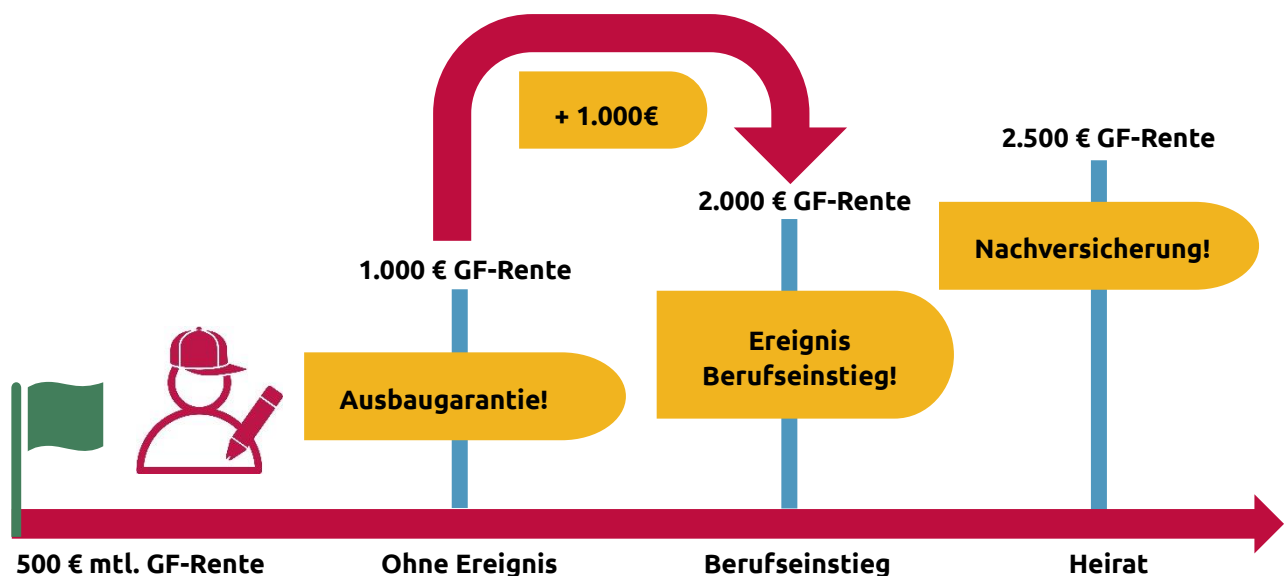 + 1.000€
2.500 € GF-Rente
2.000 € GF-Rente
Nachversicherung!
1.000 € GF-Rente
Ereignis
Berufseinstieg!
Ausbaugarantie!
500 € mtl. GF-Rente
Ohne Ereignis
Berufseinstieg
Heirat